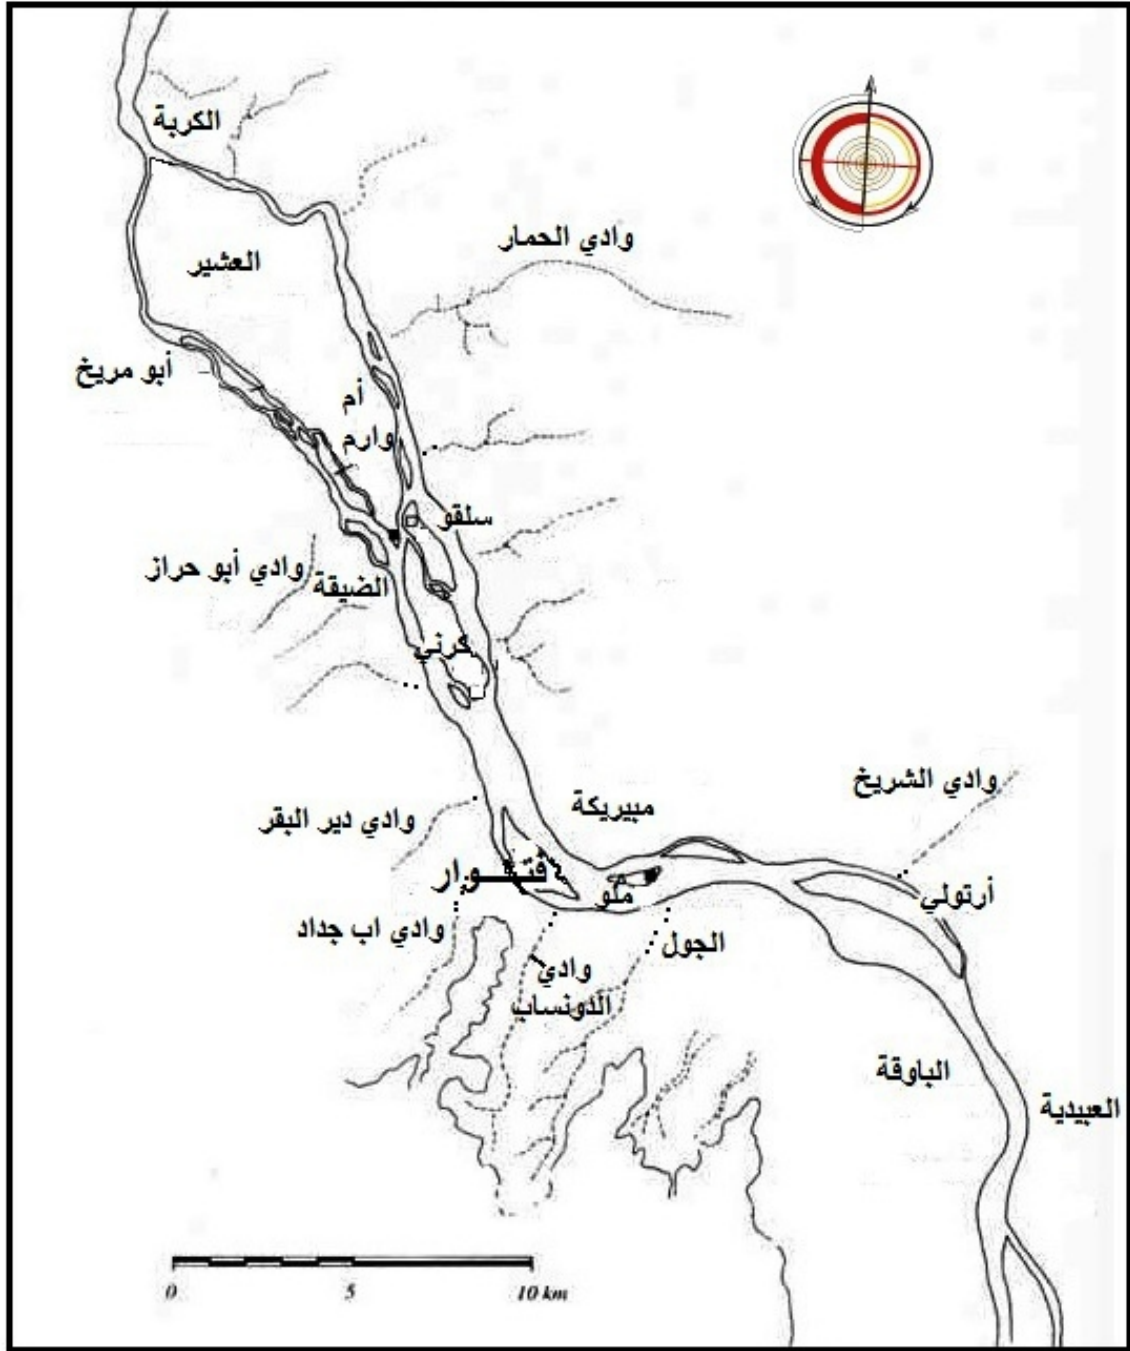 الكربة
وادي الحمار
العشير
أبو مريخ
أم
وارم
سلقو
وادي أبو حراز
الضيقة
كرني
وادي الشريخ
مبيريكة
وادي دير البقر
فتـــوار
ملو
أرتولي
وادي اب جداد
الجول
وادي
الدونساب
الباوقة
العبيدية
0 5 10 km